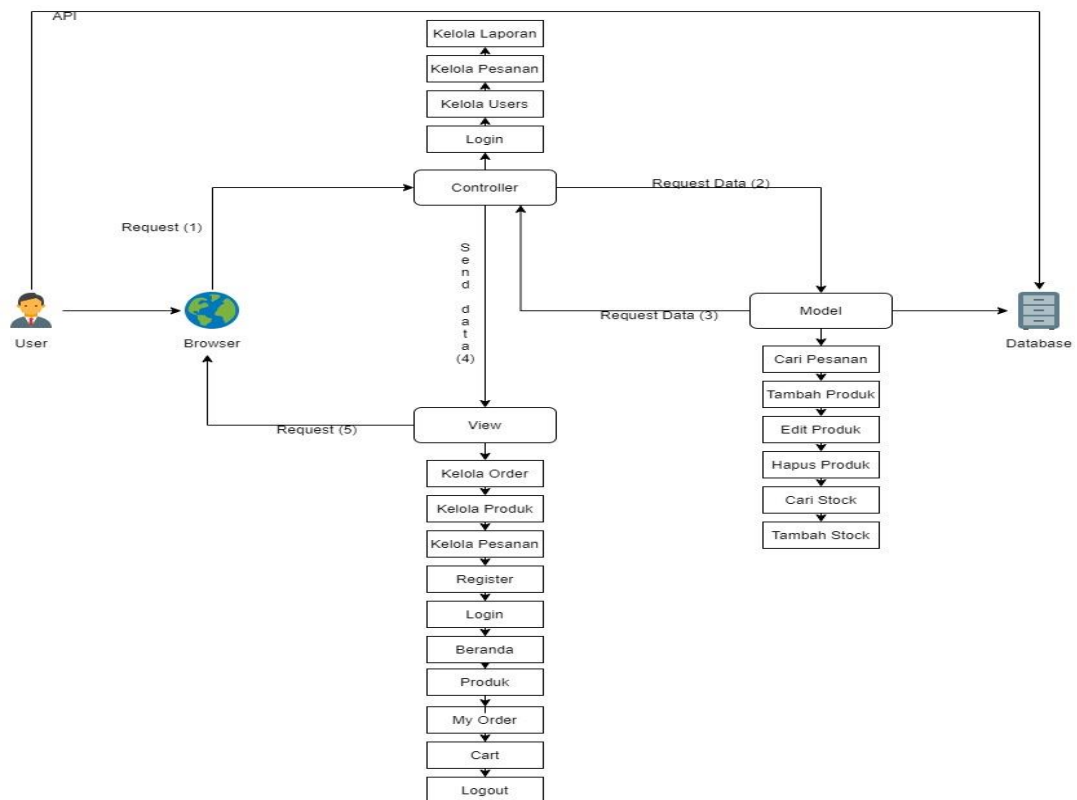 API
Kelola Laporan
Kelola Pesanan
Kelola Users
Login
Controller
Request Data (2)
Request (1)
Send data (4)
Request Data (3)
Model
User
Browser
Database
Cari Pesanan
Tambah Produk
Edit Produk
Hapus Produk
Cari Stock
Tambah Stock
View
Request (5)
Kelola Order
Kelola Produk
Kelola Pesanan
Register
Login
Beranda
Produk
My Order
Cart
Logout